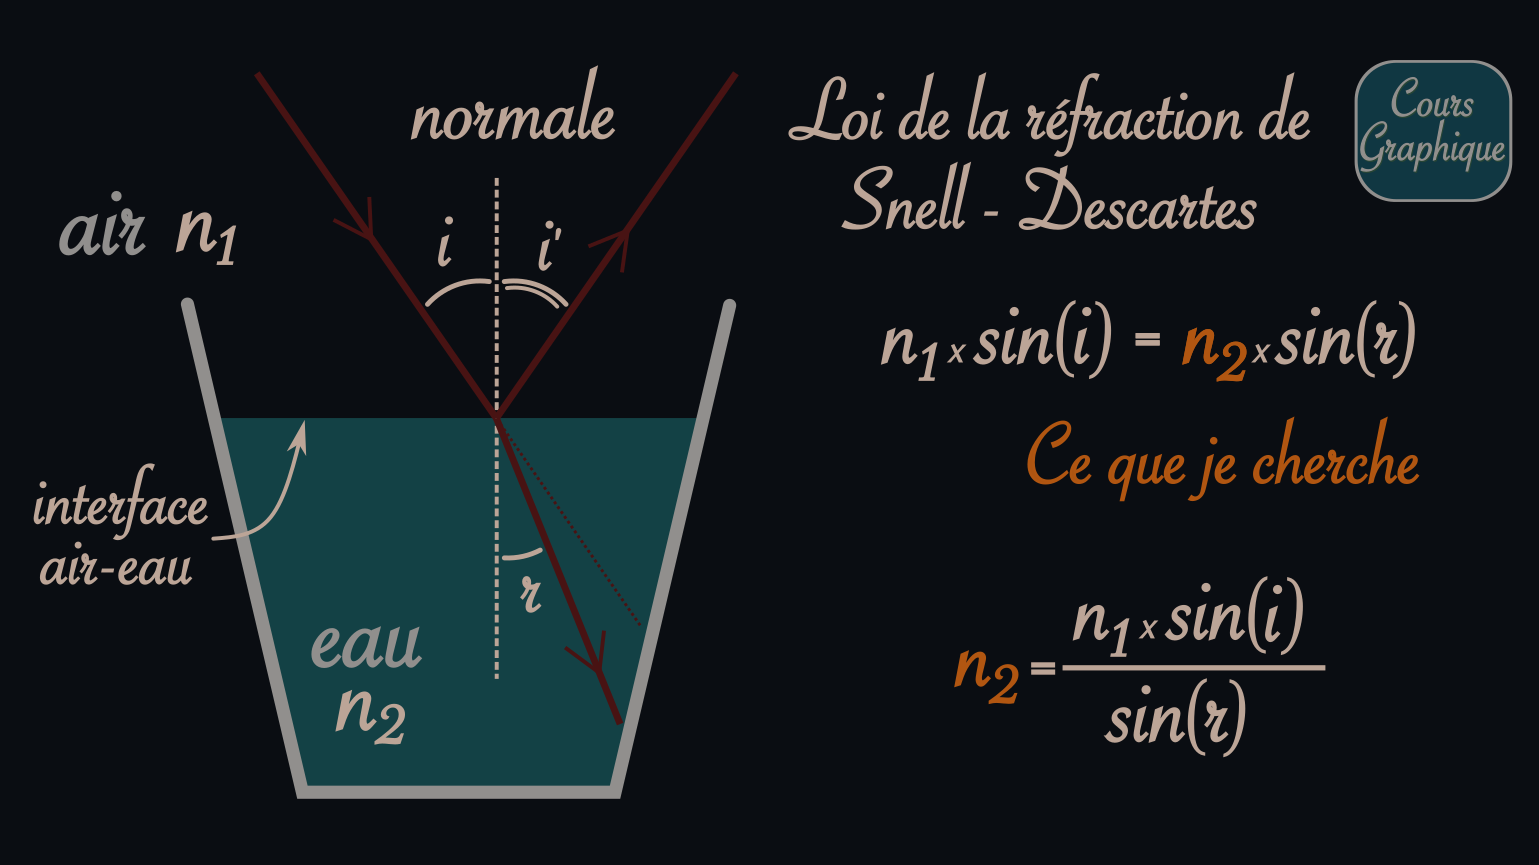 normale
air n1
i
i'
interface
air-eau
r
eau
n2
Loi de la réfraction de
Snell - Descartes
Cours
Graphique
n1 x sin(i) = n2 x sin(r)
Ce que je cherche
n2 = n1 x sin(i)
sin(r)